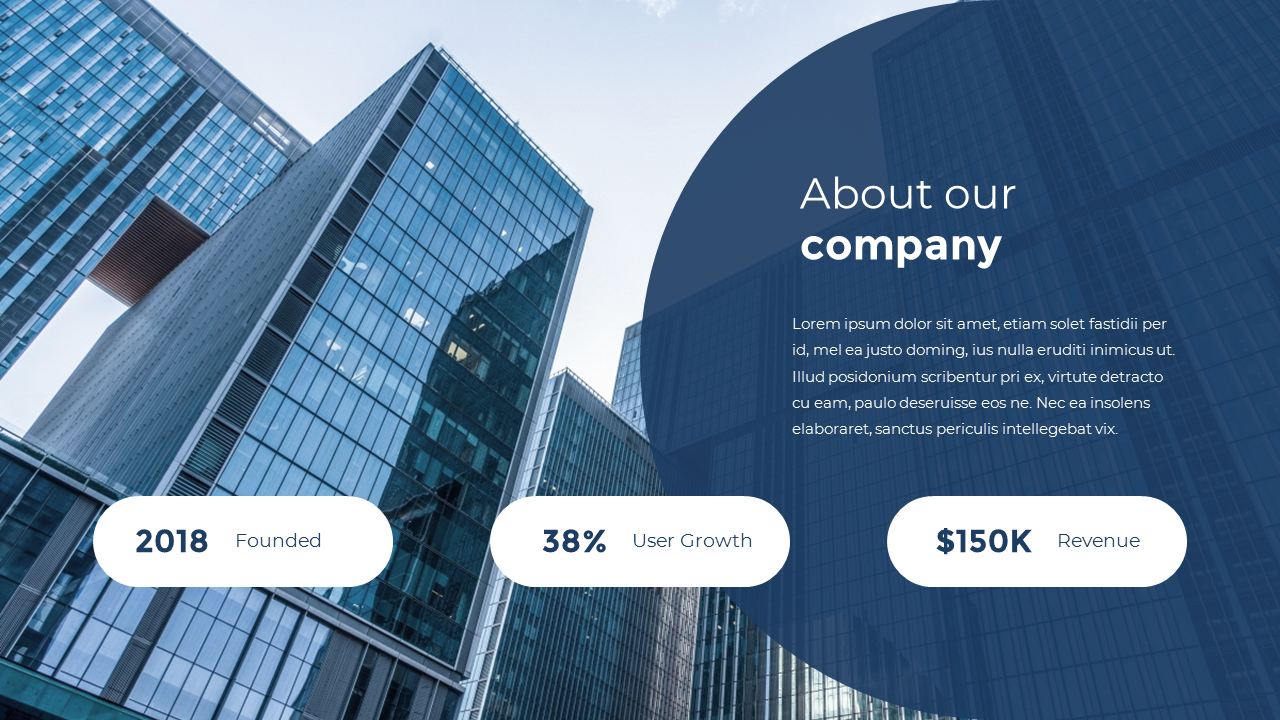 About our
company
Lorem ipsum dolor sit amet, etiam solet fastidii per
id, mel ea justo doming, ius nulla eruditi inimicus ut.
Illud posidonium scribentur pri ex, virtute detracto
cu eam, paulo deseruisse eos ne. Nec ea insolens
elaboraret, sanctus periculis intellegebat vix.
2018 Founded
38% User Growth
$150K Revenue